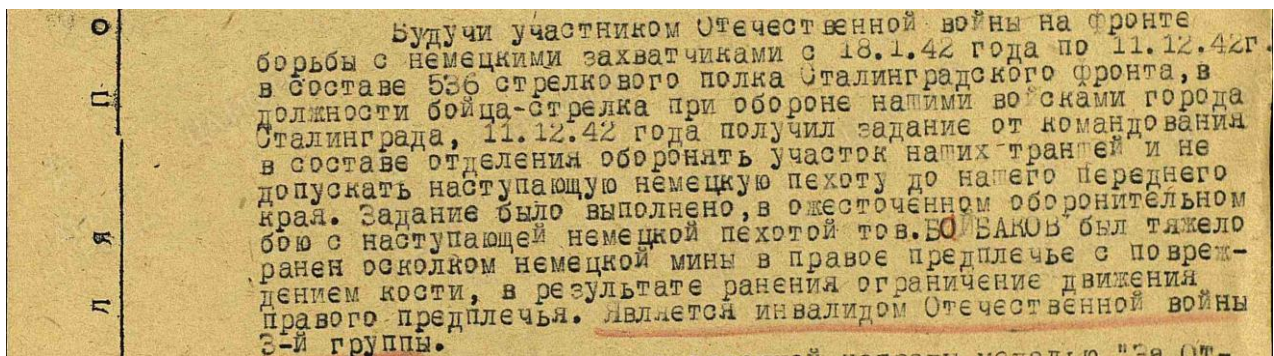 Будучи участником Отечественной войны на фронте
борьбы с немецкими захватчиками с 18.1.42 года по 11.12.42г.
в составе 536 стрелкового полка Сталинградского фронта, в
должности бойца-стрелка при обороне нашими войсками города
Сталинграда, 11.12.42 года получил задание от командования
в составе отделения оборонять участок наших траншей и не
допускать наступающую немецкую пехоту до нашего переднего
края. Задание было выполнено, в ожесточенном оборонительном
бою с наступающей немецкой пехотой тов. БОЙБАКОВ был тяжело
ранен осколком немецкой мины в правое предплечье с повреж-
дением кости, в результате ранения ограничение движения
правого предплечья. Является инвалидом Отечественной войны
3-й группы.
медалью "За От-
о
п
л
я